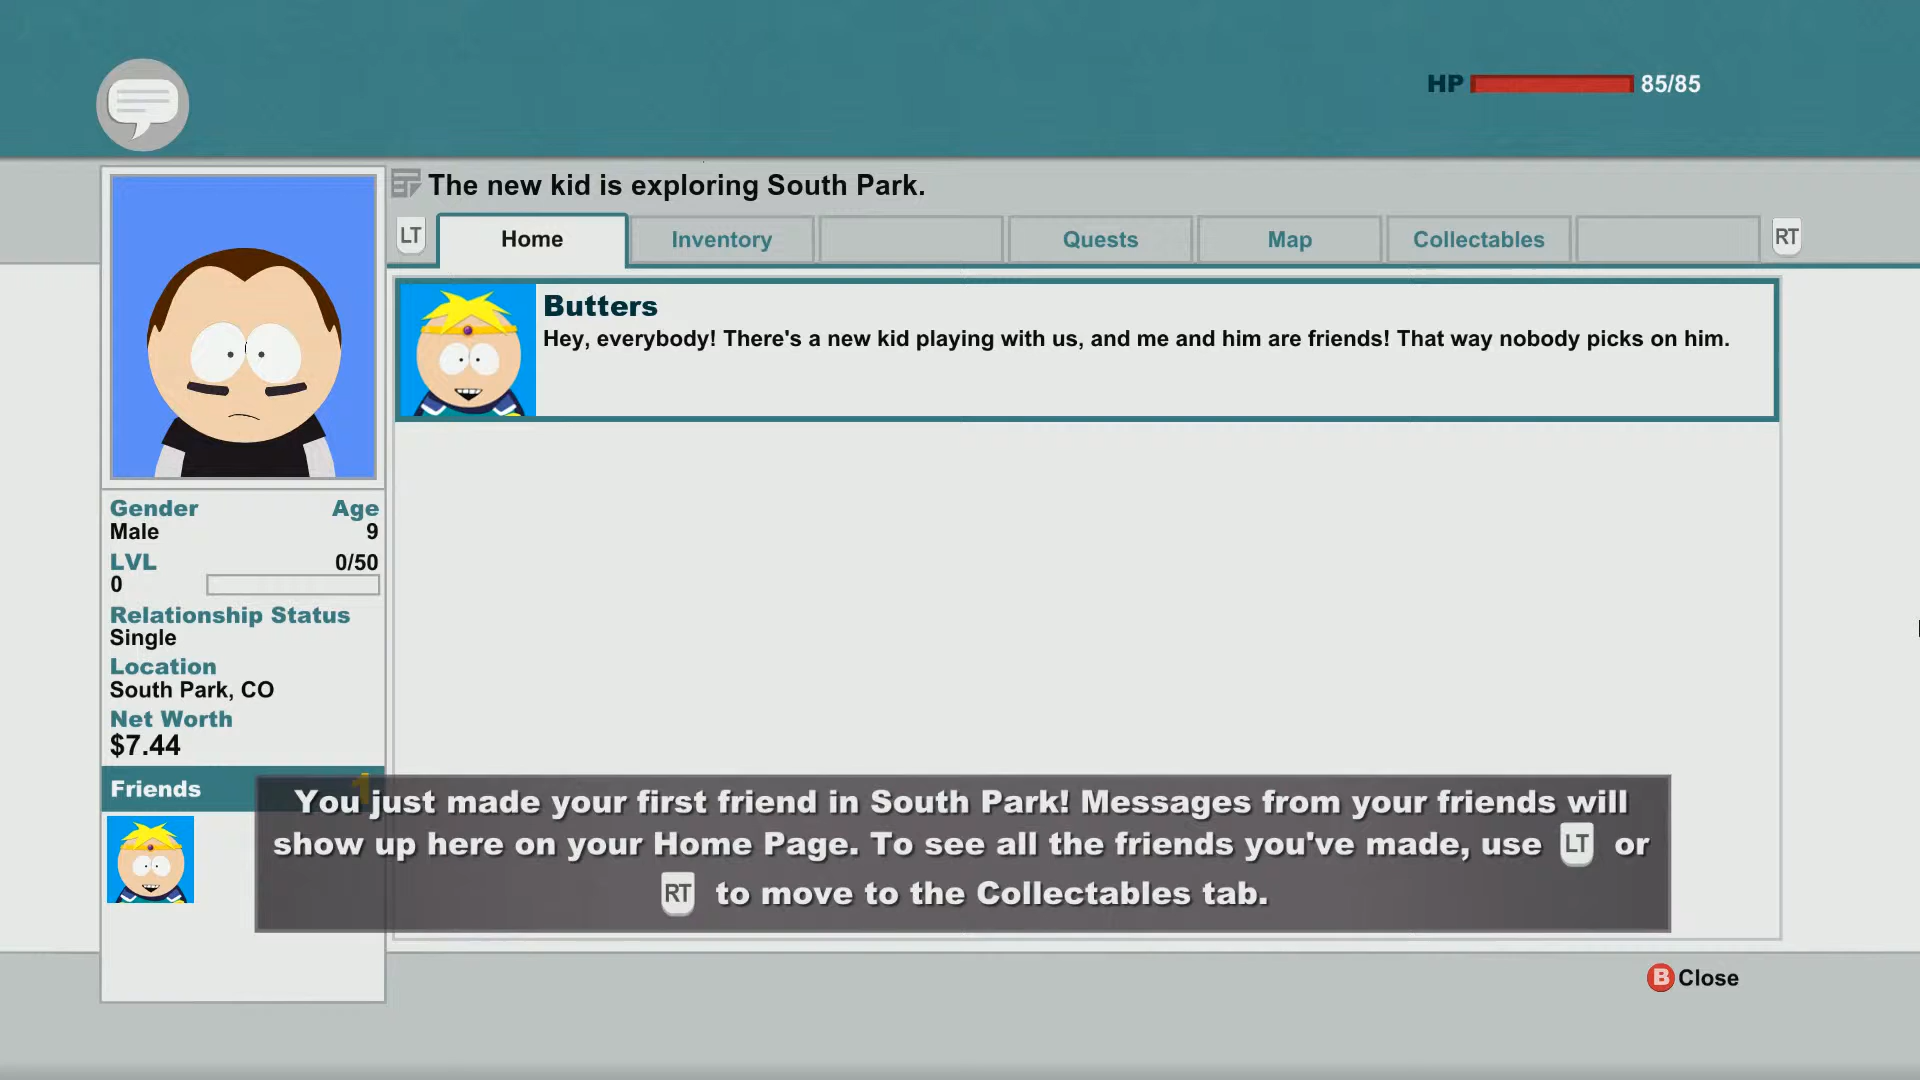 HP 85/85
The new kid is exploring South Park.
LT Home Inventory Quests Map Collectables RT
Butters
Hey, everybody! There's a new kid playing with us, and me and him are friends! That way nobody picks on him.
Gender Age
Male 9
LVL 0/50
0
Relationship Status
Single
Location
South Park, CO
Net Worth
$7.44
Friends 1
You just made your first friend in South Park! Messages from your friends will
show up here on your Home Page. To see all the friends you've made, use LT or
RT to move to the Collectables tab.
B Close